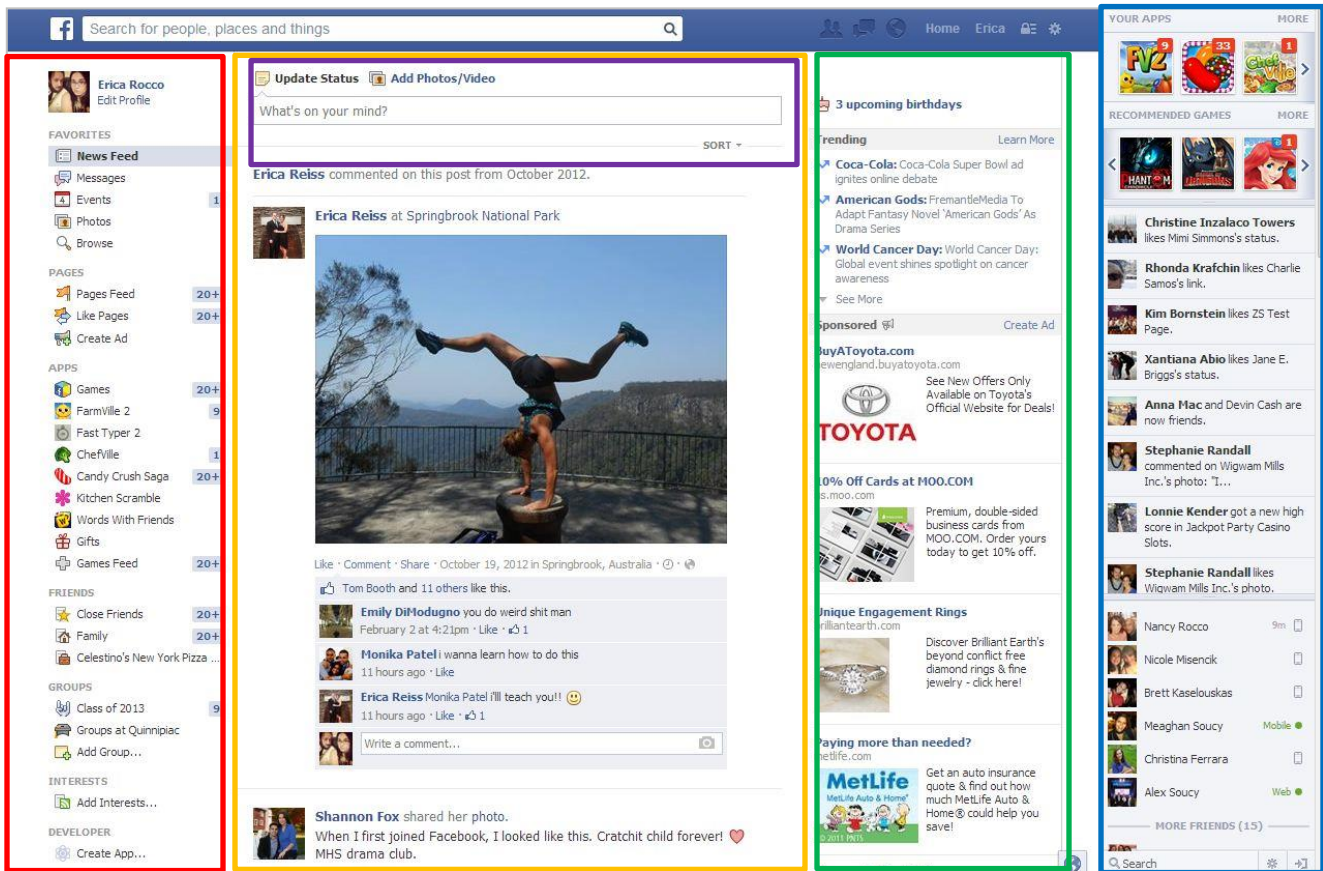 f
Search for people, places and things
Home
Erica
Erica Rocco
Edit Profile
FAVORITES
News Feed
Messages
4
Events
1
Photos
Browse
PAGES
Pages Feed
20+
Like Pages
20+
Create Ad
APPS
Games
20+
FarmVille 2
9
Fast Typer 2
ChefVille
1
Candy Crush Saga
20+
Kitchen Scramble
Words With Friends
Gifts
Games Feed
20+
FRIENDS
Close Friends
20+
Family
20+
Celestino's New York Pizza ...
GROUPS
Class of 2013
9
Groups at Quinnipiac
Add Group...
INTERESTS
Add Interests...
DEVELOPER
Create App...
Update Status
Add Photos/Video
What's on your mind?
SORT
Erica Reiss commented on this post from October 2012.
Erica Reiss at Springbrook National Park
Like · Comment · Share · October 19, 2012 in Springbrook, Australia ·
Tom Booth and 11 others like this.
Emily DiModugno you do weird shit man
February 2 at 4:21pm · Like · 1
Monika Patel i wanna learn how to do this
11 hours ago · Like
Erica Reiss Monika Patel i'll teach you!!
11 hours ago · Like · 1
Write a comment...
Shannon Fox shared her photo.
When I first joined Facebook, I looked like this. Cratchit child forever!
MHS drama club.
3 upcoming birthdays
Trending
Learn More
Coca-Cola: Coca-Cola Super Bowl ad
ignites online debate
American Gods: FremantleMedia To
Adapt Fantasy Novel 'American Gods' As
Drama Series
World Cancer Day: World Cancer Day:
Global event shines spotlight on cancer
awareness
See More
Sponsored
Create Ad
BuyAToyota.com
newengland.buyatoyota.com
See New Offers Only
Available on Toyota's
Official Website for Deals!
TOYOTA
10% Off Cards at MOO.COM
us.moo.com
Premium, double-sided
business cards from
MOO.COM. Order yours
today to get 10% off.
Unique Engagement Rings
brilliantearth.com
Discover Brilliant Earth's
beyond conflict free
diamond rings & fine
jewelry - click here!
Paying more than needed?
metlife.com
MetLife
MetLife Auto & Home
© 2011 PNTS
Get an auto insurance
quote & find out how
much MetLife Auto &
Home® could help you
save!
YOUR APPS
MORE
FVZ
9
33
Chef
Ville
1
RECOMMENDED GAMES
MORE
PHANTOM
1
Christine Inzalaco Towers
likes Mimi Simmons's status.
Rhonda Krafchin likes Charlie
Samos's link.
Kim Bornstein likes ZS Test
Page.
Xantiana Abio likes Jane E.
Briggs's status.
Anna Mac and Devin Cash are
now friends.
Stephanie Randall
commented on Wigwam Mills
Inc.'s photo: "I...
Lonnie Kender got a new high
score in Jackpot Party Casino
Slots.
Stephanie Randall likes
Wigwam Mills Inc.'s photo.
Nancy Rocco
9m
Nicole Misencik
Brett Kaselouskas
Meaghan Soucy
Mobile
Christina Ferrara
Alex Soucy
Web
MORE FRIENDS (15)
Search